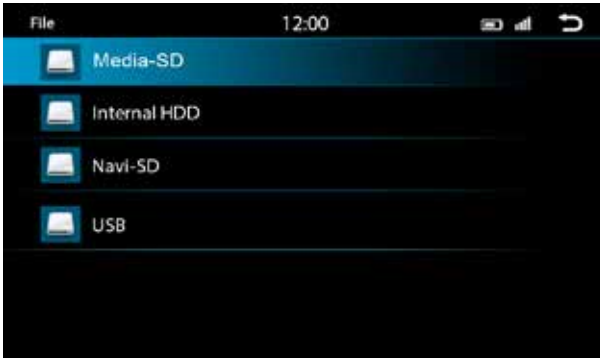 File 12:00
Media-SD
Internal HDD
Navi-SD
USB